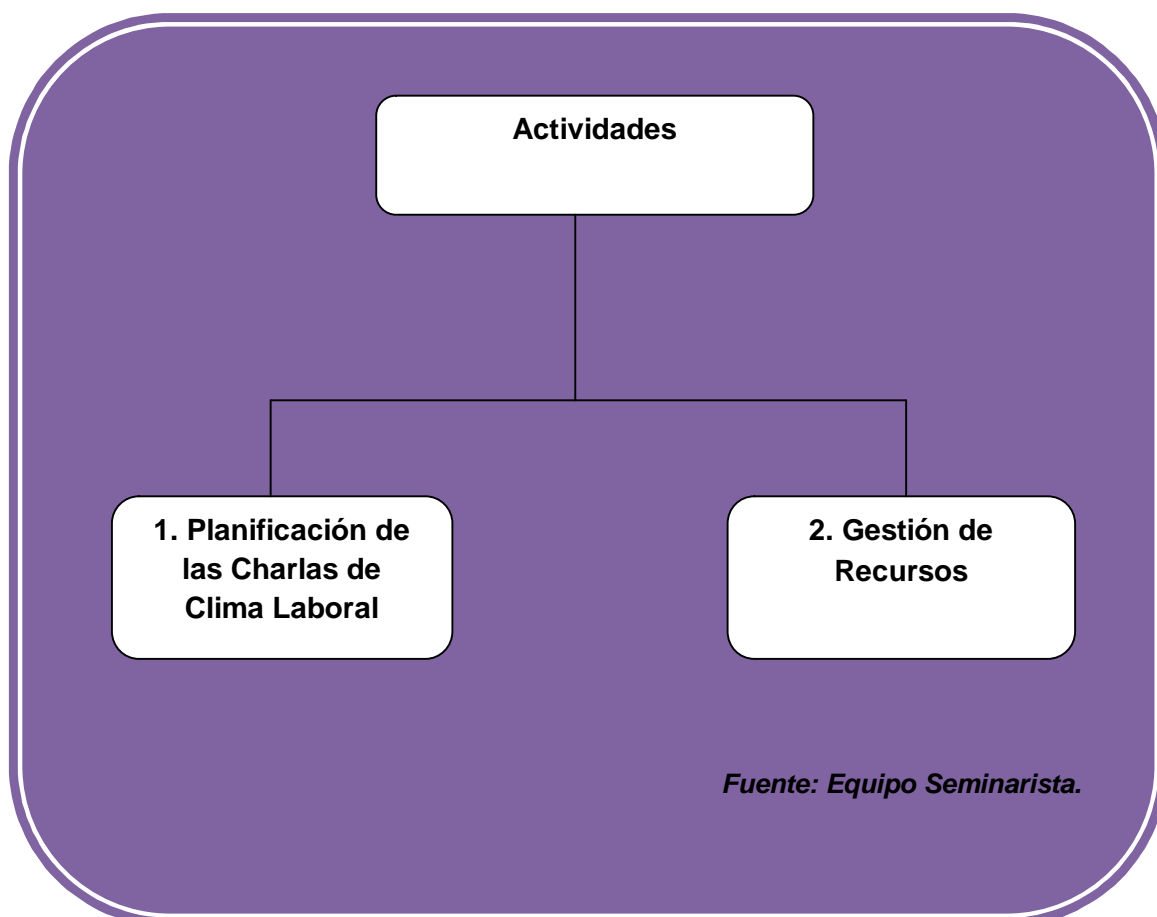 Actividades
1. Planificación de
las Charlas de
Clima Laboral
2. Gestión de
Recursos
Fuente: Equipo Seminarista.